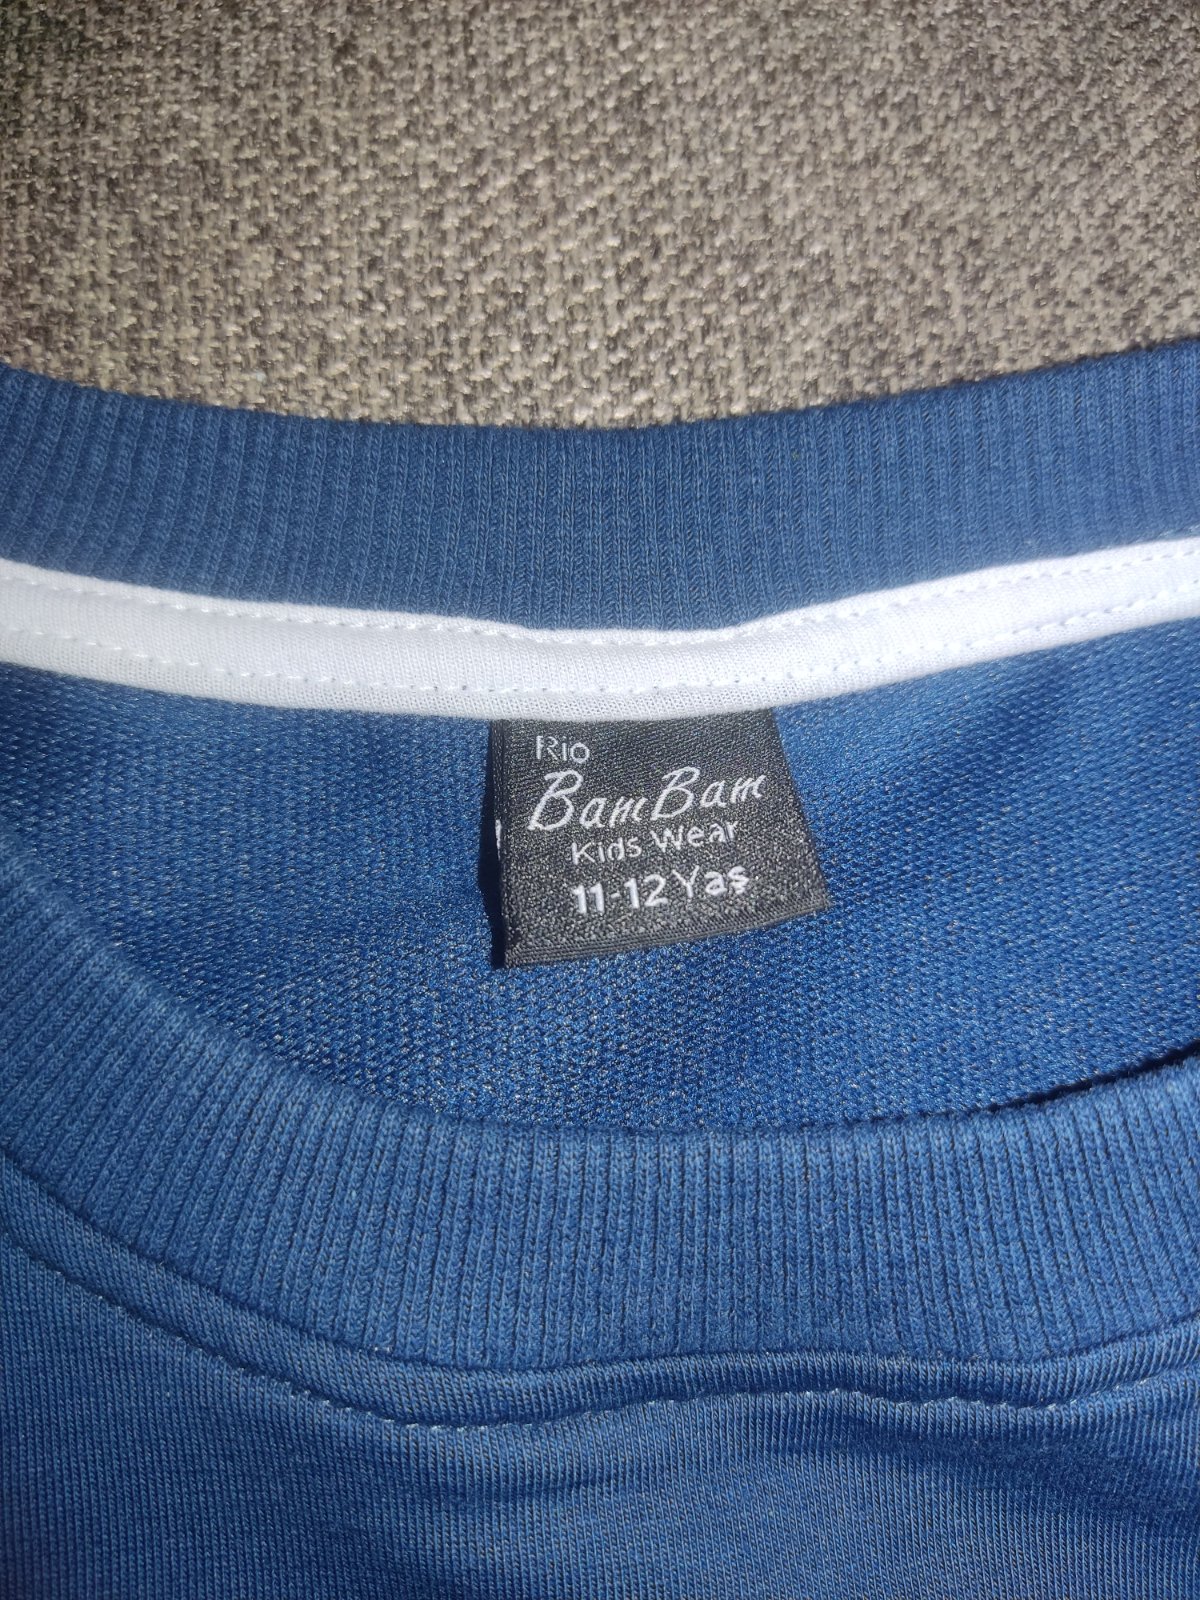 Rio
BamBam
Kids Wear
11-12 Yaş